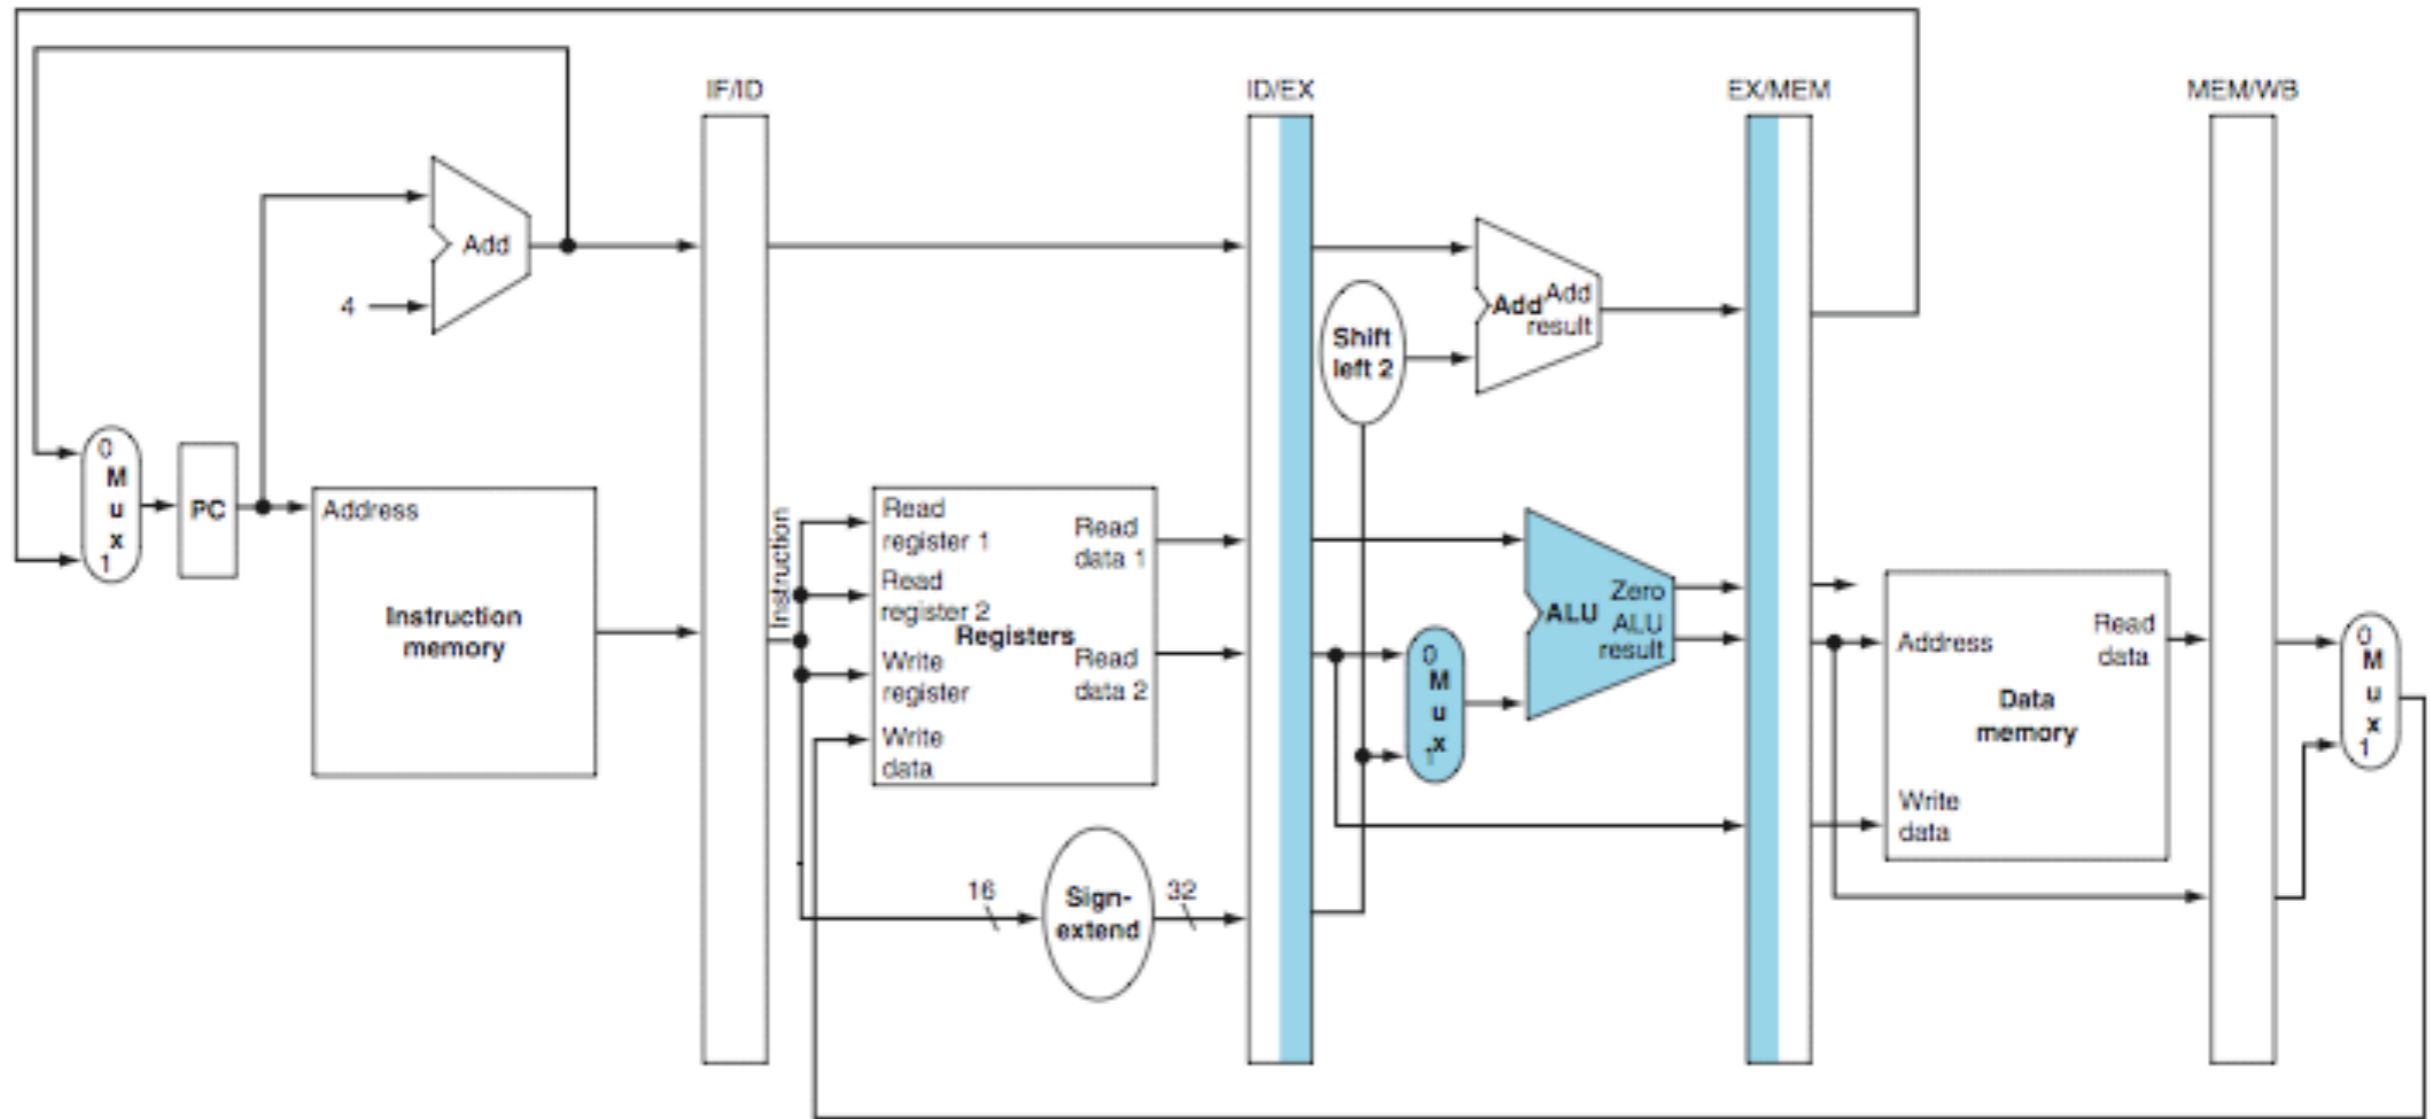 IF/ID
ID/EX
EX/MEM
MEM/WB
Add
4
Add
Add
result
Shift
left 2
0
M
u
x
1
PC
Address
Instruction
memory
Instruction
Read
register 1
Read
register 2
Write
register
Write
data
Registers
Read
data 1
Read
data 2
16
Sign-
extend
32
0
M
u
x
1
ALU
Zero
ALU
result
Address
Read
data
Data
memory
Write
data
0
M
u
x
1